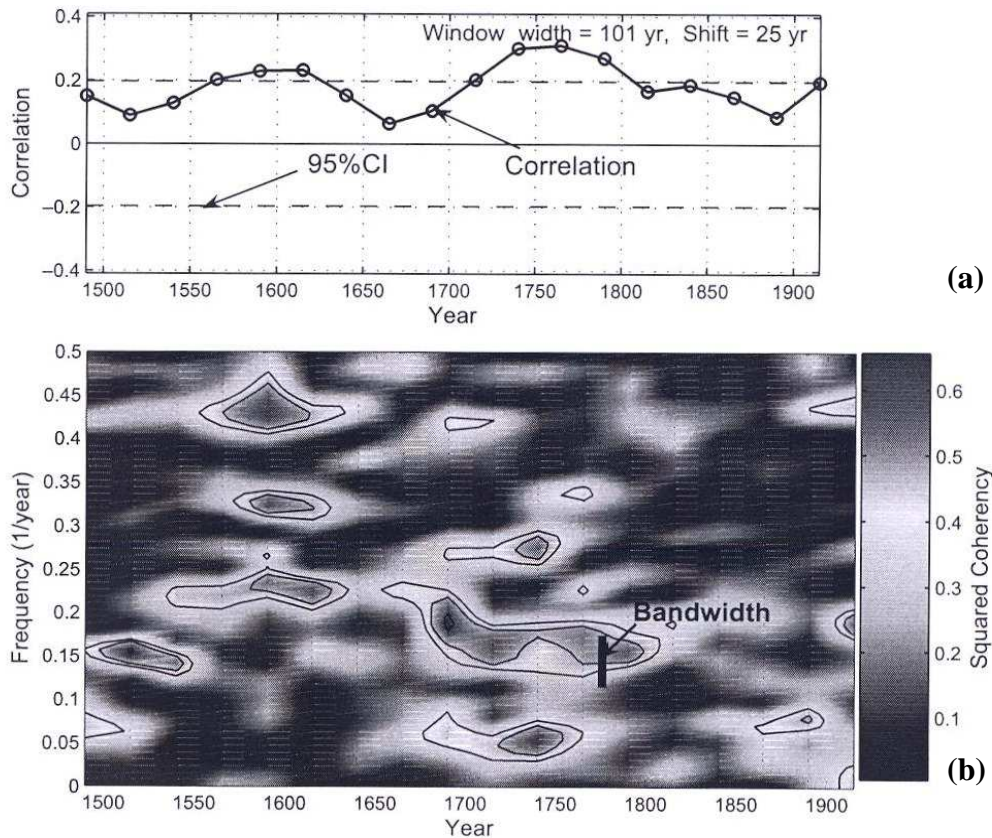 0.4
0.2
0
−0.2
−0.4
Correlation
Window width = 101 yr, Shift = 25 yr
95%CI
Correlation
1500 1550 1600 1650 1700 1750 1800 1850 1900
Year
(a)
0.5
0.45
0.4
0.35
0.3
0.25
0.2
0.15
0.1
0.05
0
Frequency (1/year)
Bandwidth
1500 1550 1600 1650 1700 1750 1800 1850 1900
Year
0.6
0.5
0.4
0.3
0.2
0.1
Squared Coherency
(b)